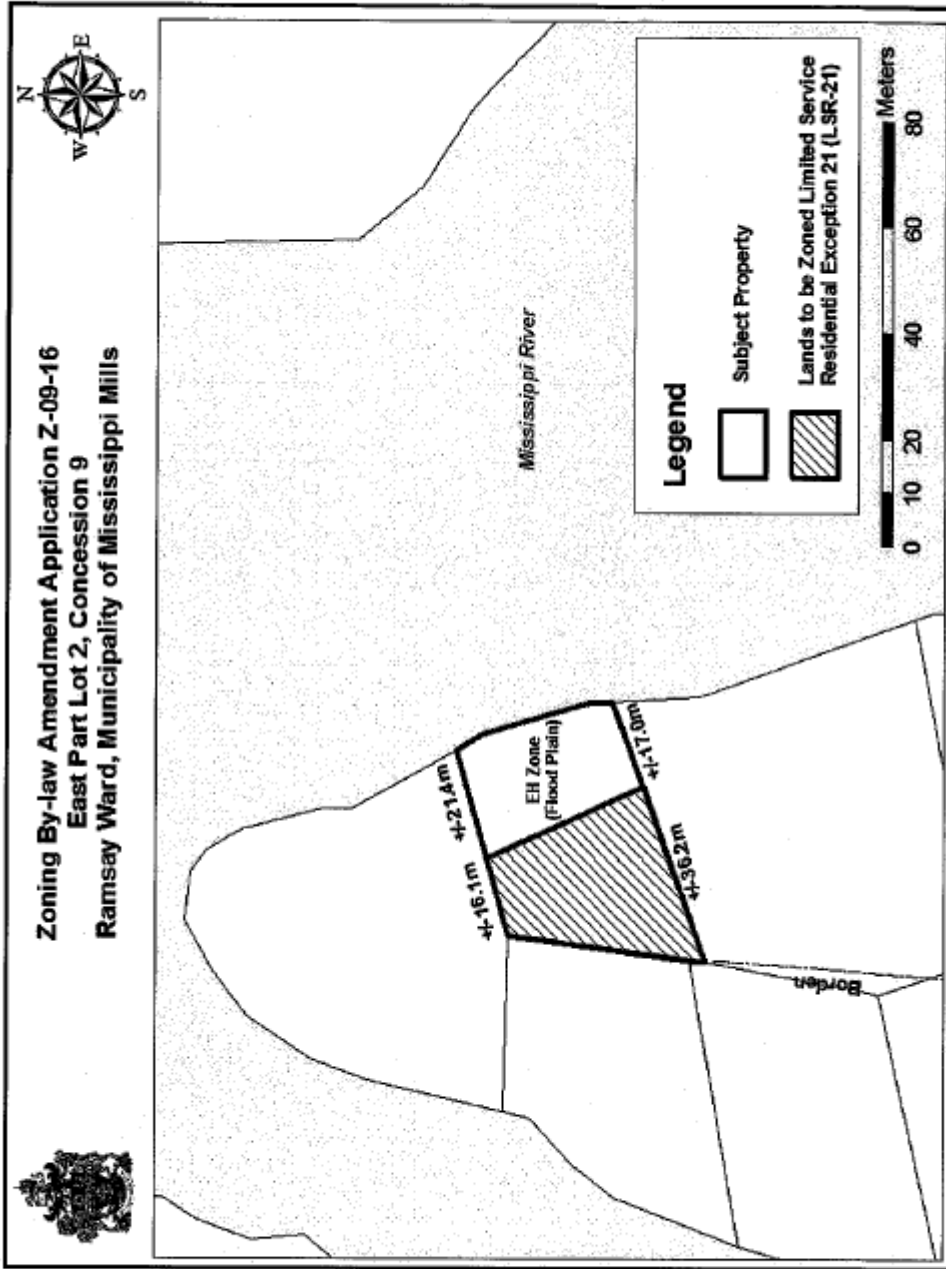 Zoning By-law Amendment Application Z-09-16
East Part Lot 2, Concession 9
Ramsay Ward, Municipality of Mississippi Mills
N
W
E
S
Mississippi River
+/-16.1m
+/-21.4m
EH Zone
(Flood Plain)
+/-36.2m
+/-17.0m
Borden
Legend
Subject Property
Lands to be Zoned Limited Service
Residential Exception 21 (LSR-21)
Meters
0
10
20
40
60
80